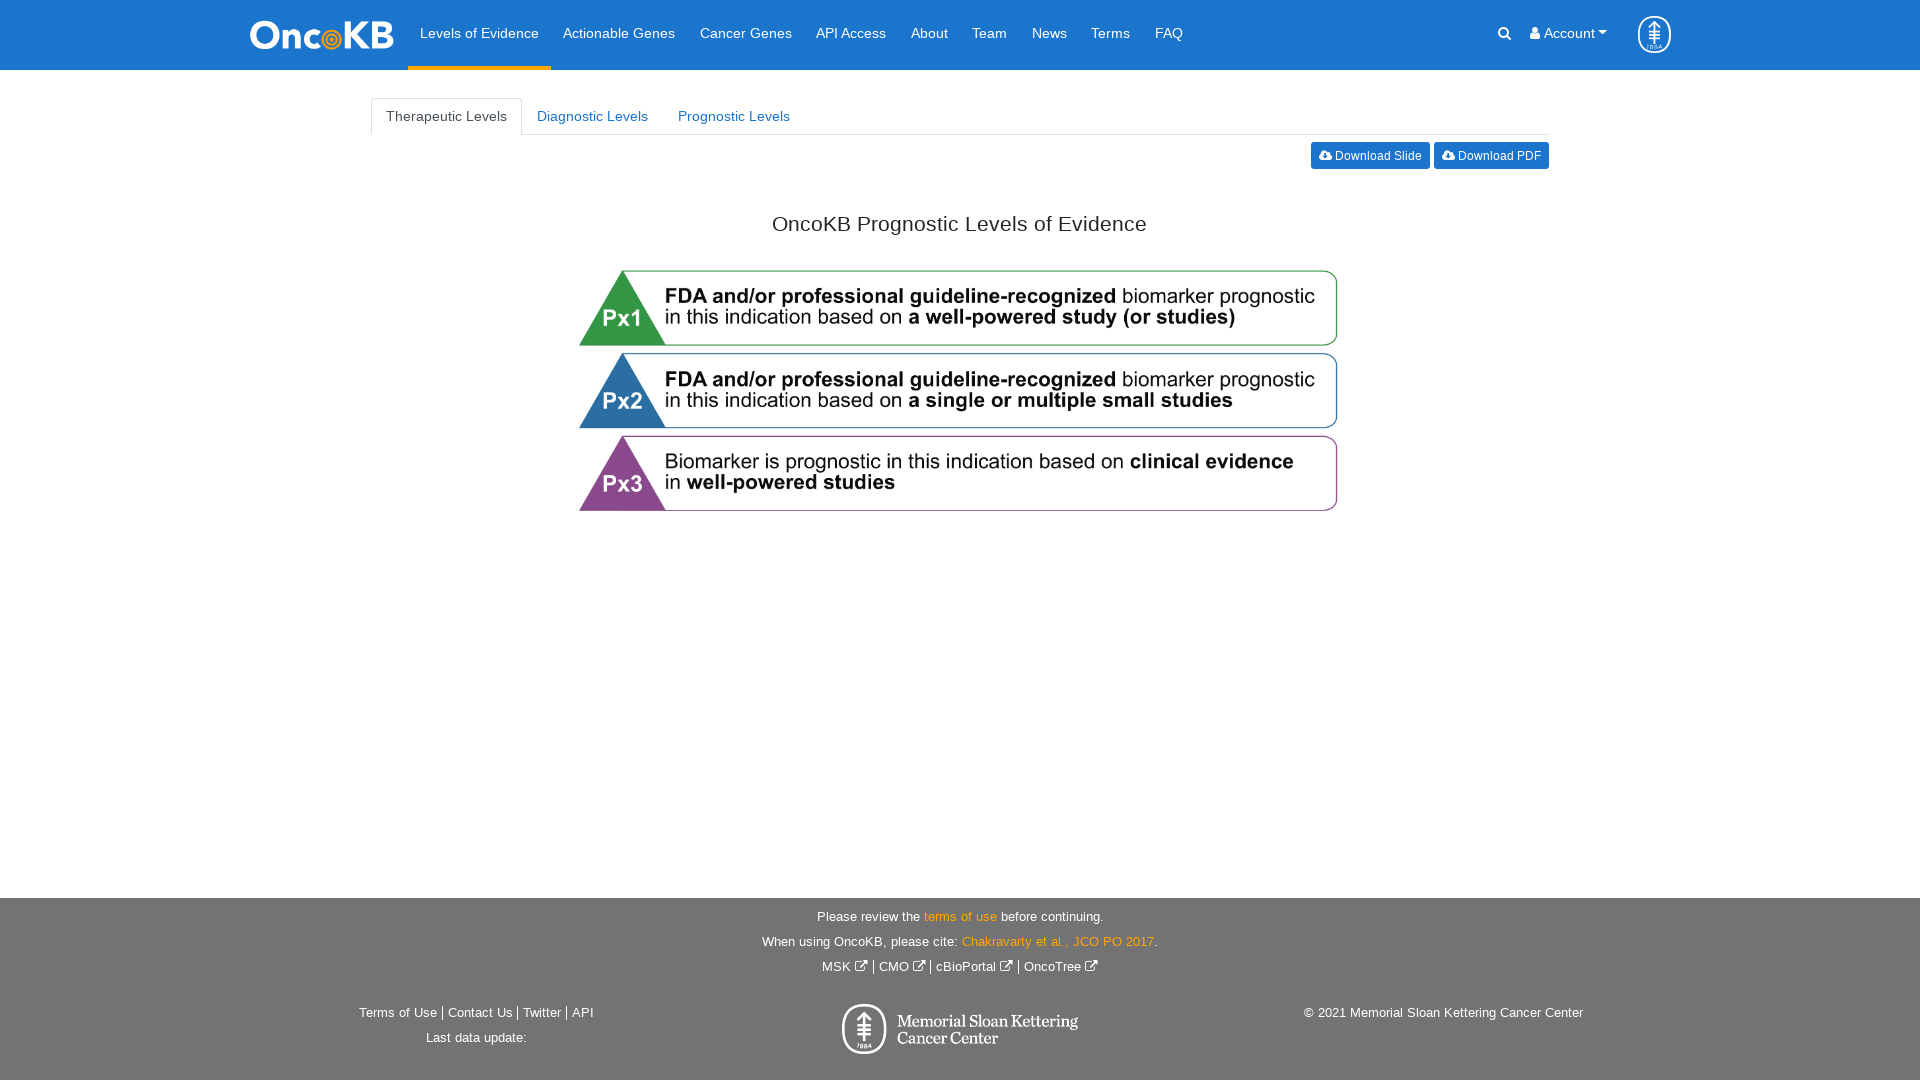 OncoKB Levels of Evidence Actionable Genes Cancer Genes API Access About Team News Terms FAQ Account
1884
Therapeutic Levels Diagnostic Levels Prognostic Levels
Download Slide Download PDF
OncoKB Prognostic Levels of Evidence
Px1 FDA and/or professional guideline-recognized biomarker prognostic
in this indication based on a well-powered study (or studies)
Px2 FDA and/or professional guideline-recognized biomarker prognostic
in this indication based on a single or multiple small studies
Px3 Biomarker is prognostic in this indication based on clinical evidence
in well-powered studies
Please review the terms of use before continuing.
When using OncoKB, please cite: Chakravarty et al., JCO PO 2017.
MSK | CMO | cBioPortal | OncoTree
Terms of Use | Contact Us | Twitter | API
Last data update:
1884
Memorial Sloan Kettering
Cancer Center
© 2021 Memorial Sloan Kettering Cancer Center